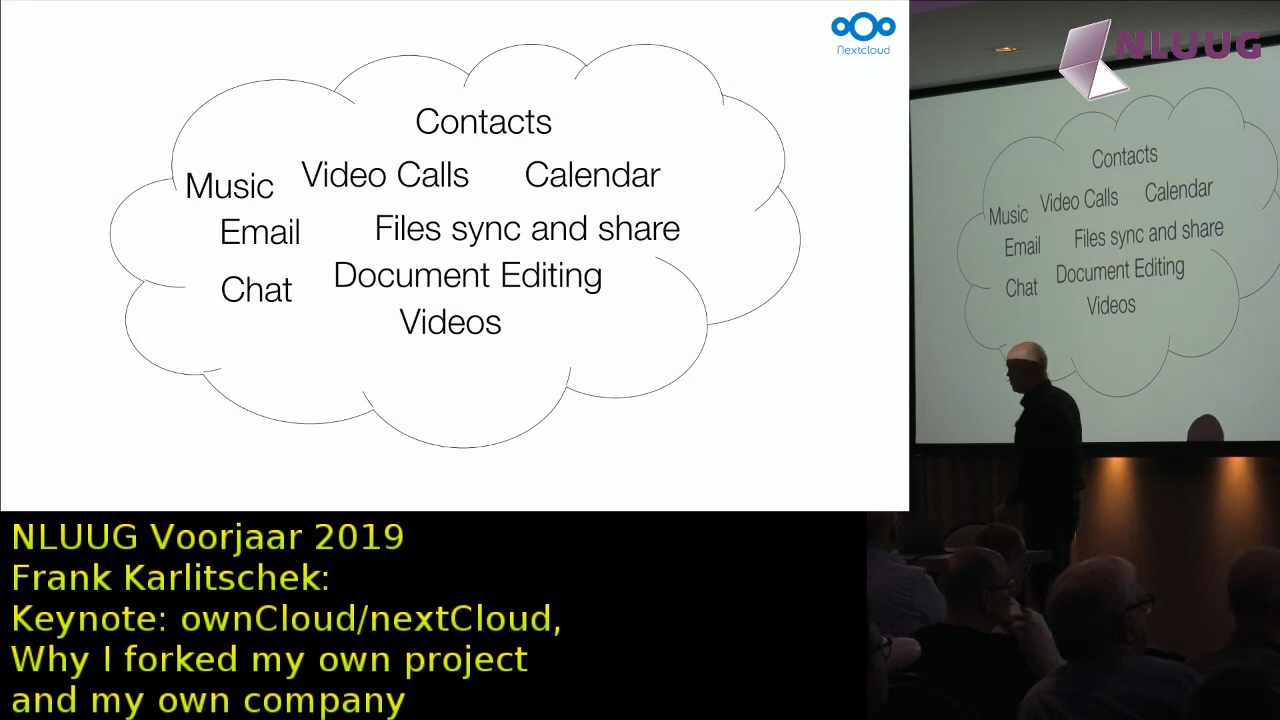 Nextcloud
Contacts
Video Calls
Calendar
Music
Email
Files sync and share
Document Editing
Chat
Videos
NLUUG
Contacts
Video Calls
Calendar
Music
Email
Files sync and share
Document Editing
Chat
Videos
NLUUG Voorjaar 2019
Frank Karlitschek:
Keynote: ownCloud/nextCloud,
Why I forked my own project
and my own company